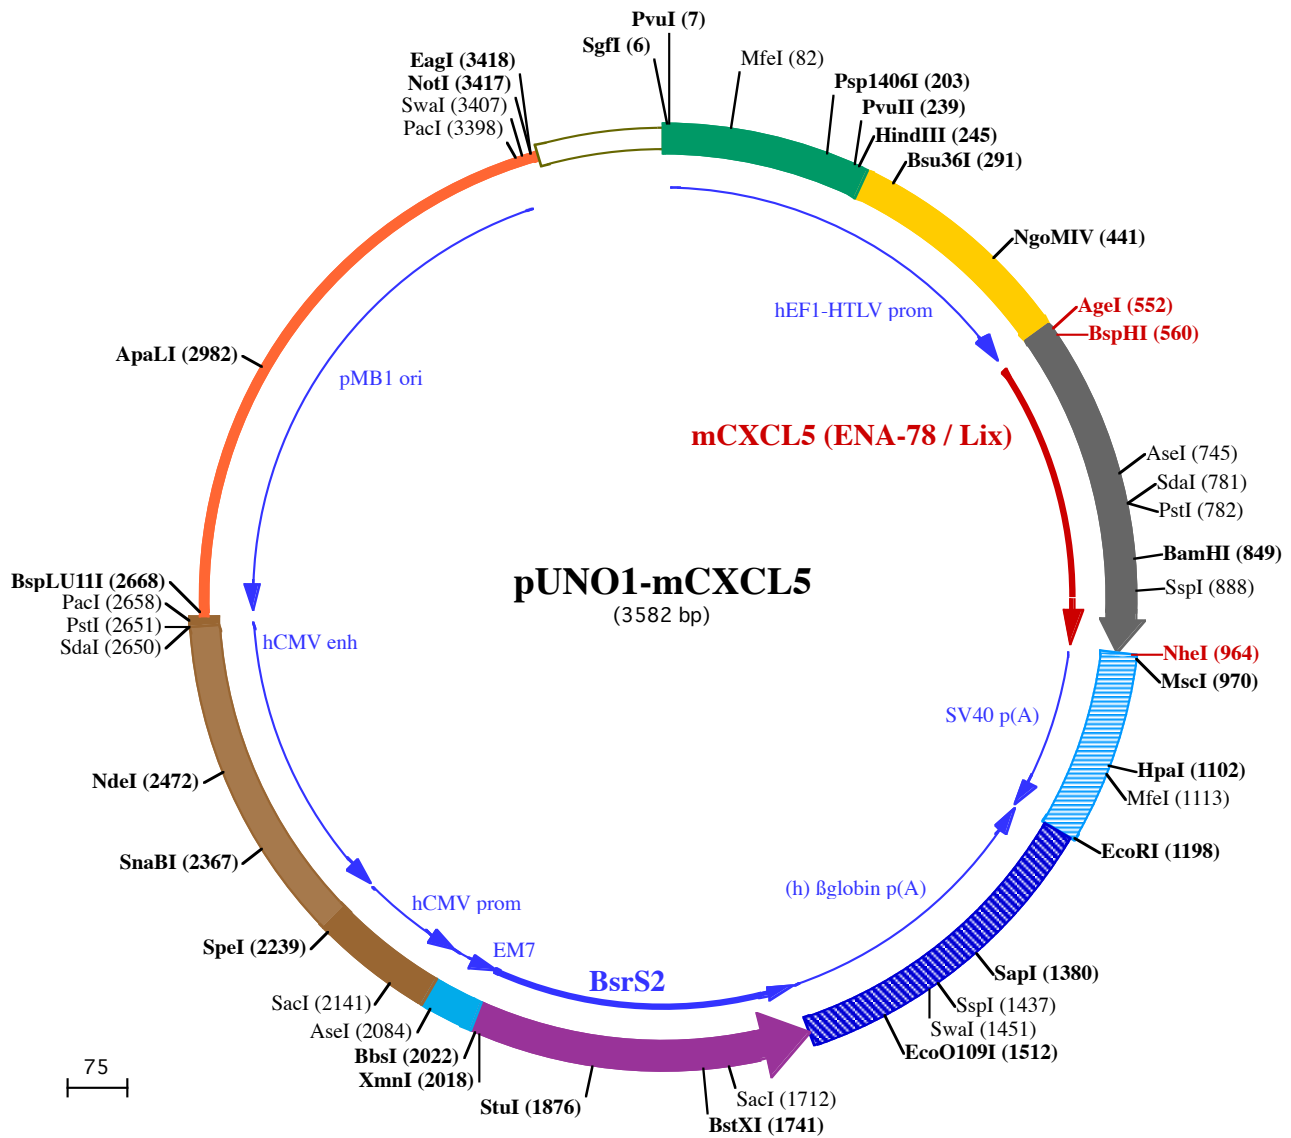 PvuI (7)
SgfI (6)
MfeI (82)
EagI (3418)
NotI (3417)
SwaI (3407)
PacI (3398)
Psp1406I (203)
PvuII (239)
HindIII (245)
Bsu36I (291)
NgoMIV (441)
hEF1-HTLV prom
AgeI (552)
BspHI (560)
ApaLI (2982)
pMB1 ori
mCXCL5 (ENA-78 / Lix)
AseI (745)
SdaI (781)
PstI (782)
BamHI (849)
SspI (888)
pUNO1-mCXCL5
(3582 bp)
BspLU11I (2668)
PacI (2658)
PstI (2651)
SdaI (2650)
hCMV enh
NheI (964)
MscI (970)
SV40 p(A)
HpaI (1102)
MfeI (1113)
EcoRI (1198)
NdeI (2472)
SnaBI (2367)
SpeI (2239)
hCMV prom
(h) ßglobin p(A)
EM7
BsrS2
SapI (1380)
SspI (1437)
SwaI (1451)
EcoO109I (1512)
SacI (2141)
AseI (2084)
BbsI (2022)
XmnI (2018)
StuI (1876)
SacI (1712)
BstXI (1741)
75